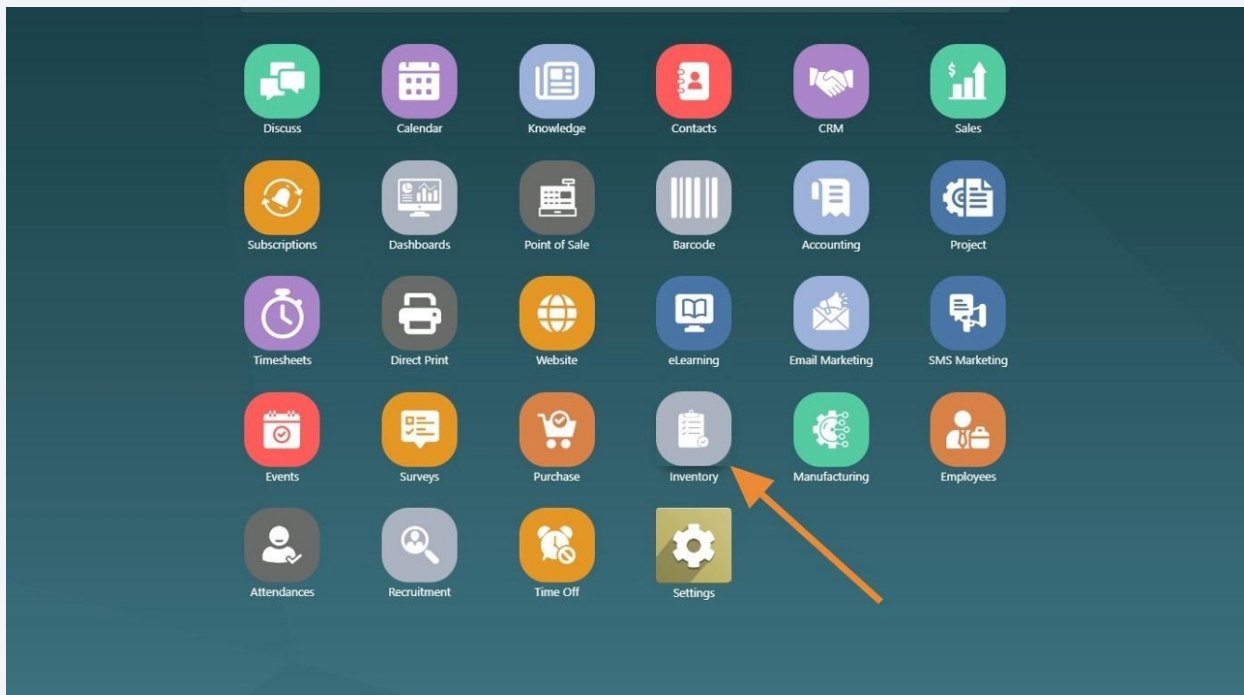 Discuss
Calendar
Knowledge
Contacts
CRM
$
Sales
Subscriptions
Dashboards
Point of Sale
Barcode
Accounting
Project
Timesheets
Direct Print
Website
eLearning
Email Marketing
SMS Marketing
Events
Surveys
Purchase
Inventory
Manufacturing
Employees
Attendances
Recruitment
Time Off
Settings